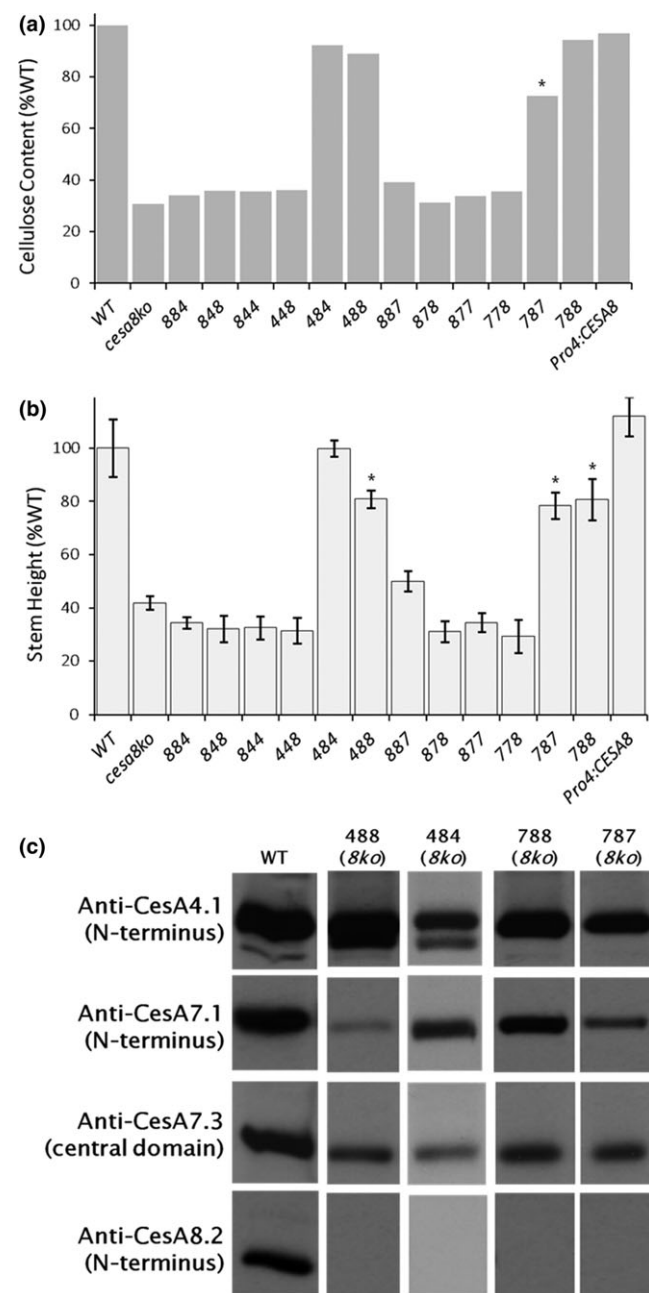 (a)
Cellulose Content (%WT)
100
80
60
40
20
0
*
WT
cesa8ko
884
848
844
448
484
488
887
878
877
778
787
788
Pro4:CESA8
(b)
Stem Height (%WT)
100
80
60
40
20
0
*
*
*
WT
cesa8ko
884
848
844
448
484
488
887
878
877
778
787
788
Pro4:CESA8
(c)
WT
488
(8ko)
484
(8ko)
788
(8ko)
787
(8ko)
Anti-CesA4.1
(N-terminus)
Anti-CesA7.1
(N-terminus)
Anti-CesA7.3
(central domain)
Anti-CesA8.2
(N-terminus)